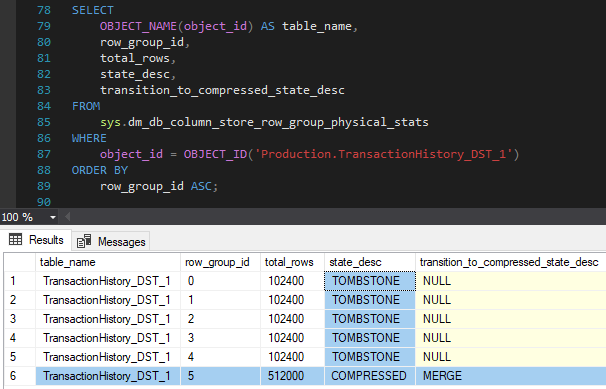 78 SELECT
79 OBJECT_NAME(object_id) AS table_name,
80 row_group_id,
81 total_rows,
82 state_desc,
83 transition_to_compressed_state_desc
84 FROM
85 sys.dm_db_column_store_row_group_physical_stats
86 WHERE
87 object_id = OBJECT_ID('Production.TransactionHistory_DST_1')
88 ORDER BY
89 row_group_id ASC;
90
100 %
Results Messages
table_name row_group_id total_rows state_desc transition_to_compressed_state_desc
1 TransactionHistory_DST_1 0 102400 TOMBSTONE NULL
2 TransactionHistory_DST_1 1 102400 TOMBSTONE NULL
3 TransactionHistory_DST_1 2 102400 TOMBSTONE NULL
4 TransactionHistory_DST_1 3 102400 TOMBSTONE NULL
5 TransactionHistory_DST_1 4 102400 TOMBSTONE NULL
6 TransactionHistory_DST_1 5 512000 COMPRESSED MERGE